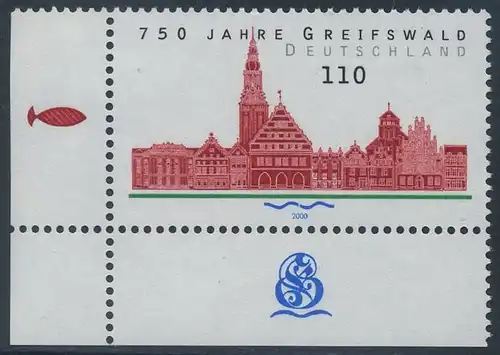 750 JAHRE GREIFSWALD
DEUTSCHLAND
110
2000